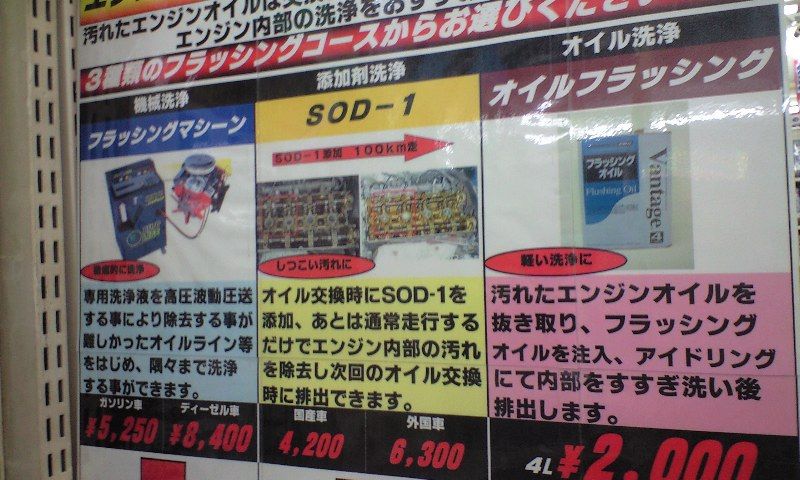 汚れたエンジンオイルは交換
エンジン内部の洗浄をおすす
3種類のフラッシングコースからお選びください
機械洗浄
フラッシングマシーン
徹底的に洗浄
専用洗浄液を高圧波動圧送
する事により除去する事が
難しかったオイルライン等
をはじめ、隅々まで洗浄
する事ができます。
ガソリン車 ディーゼル車
¥5,250 ¥8,400
添加剤洗浄
SOD-1
SOD-1添加 100km走
しつこい汚れに
オイル交換時にSOD-1を
添加、あとは通常走行する
だけでエンジン内部の汚れ
を除去し次回のオイル交換
時に排出できます。
国産車 外国車
4,200 6,300
オイル洗浄
オイルフラッシング
フラッシング
オイル
Flushing Oil
Vantage
軽い洗浄に
汚れたエンジンオイルを
抜き取り、フラッシング
オイルを注入、アイドリング
にて内部をすすぎ洗い後
排出します。
4L ¥2,000